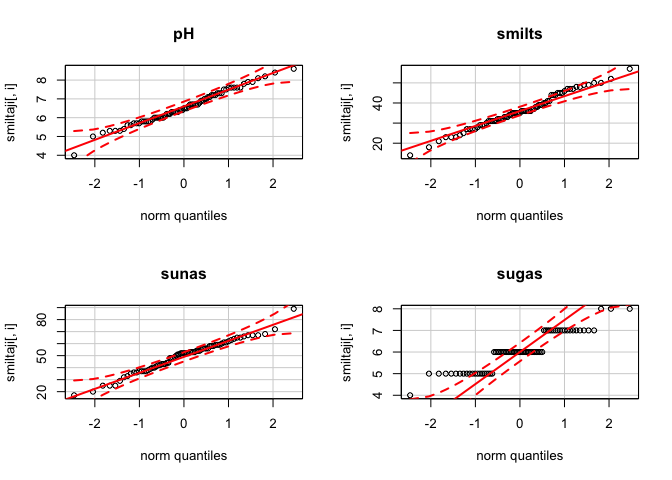 pH
smiltaji[, i]
4 5 6 7 8
-2 -1 0 1 2
norm quantiles
smilts
smiltaji[, i]
20 40
-2 -1 0 1 2
norm quantiles
sunas
smiltaji[, i]
20 50 80
-2 -1 0 1 2
norm quantiles
sugas
smiltaji[, i]
4 5 6 7 8
-2 -1 0 1 2
norm quantiles